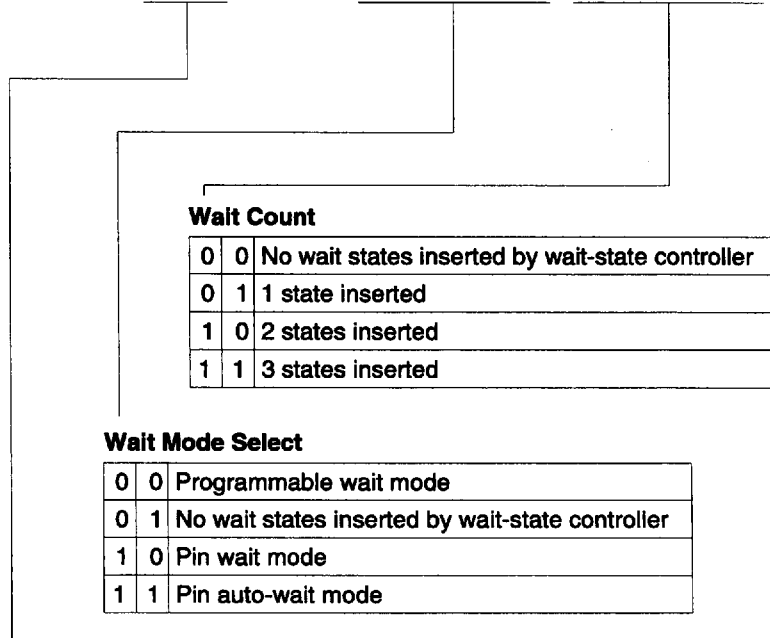 Wait Count
0 0 No wait states inserted by wait-state controller
0 1 1 state inserted
1 0 2 states inserted
1 1 3 states inserted
Wait Mode Select
0 0 Programmable wait mode
0 1 No wait states inserted by wait-state controller
1 0 Pin wait mode
1 1 Pin auto-wait mode